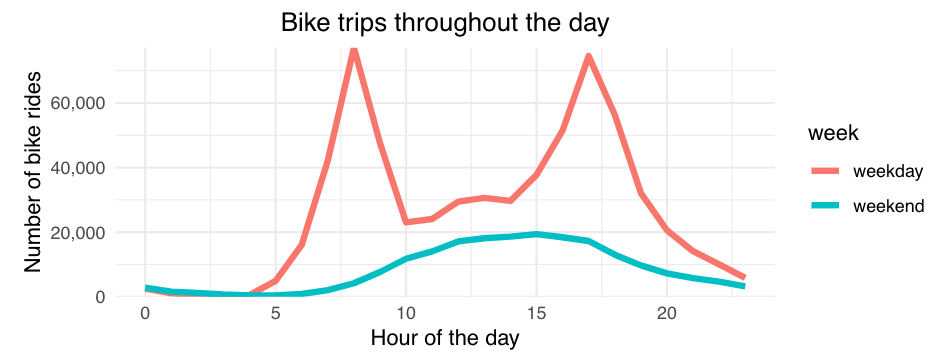 Bike trips throughout the day
Number of bike rides
60,000
40,000
20,000
0
0 5 10 15 20
Hour of the day
week
weekday
weekend